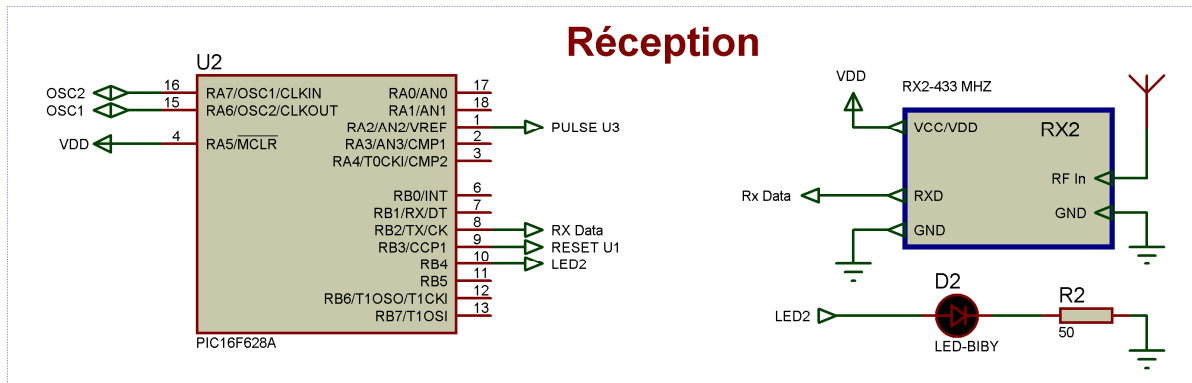 Réception
U2
OSC2 16 RA7/OSC1/CLKIN RA0/AN0 17
OSC1 15 RA6/OSC2/CLKOUT RA1/AN1 18
RA2/AN2/VREF 1 PULSE U3
VDD 4 RA5/MCLR RA3/AN3/CMP1 2
RA4/T0CKI/CMP2 3
RB0/INT 6
RB1/RX/DT 7
RB2/TX/CK 8 RX Data
RB3/CCP1 9 RESET U1
RB4 10 LED2
RB5 11
RB6/T1OSO/T1CKI 12
RB7/T1OSI 13
PIC16F628A
VDD
RX2-433 MHZ
VCC/VDD RX2
RF In
Rx Data RXD
GND
GND
D2
R2
LED2
50
LED-BIBY